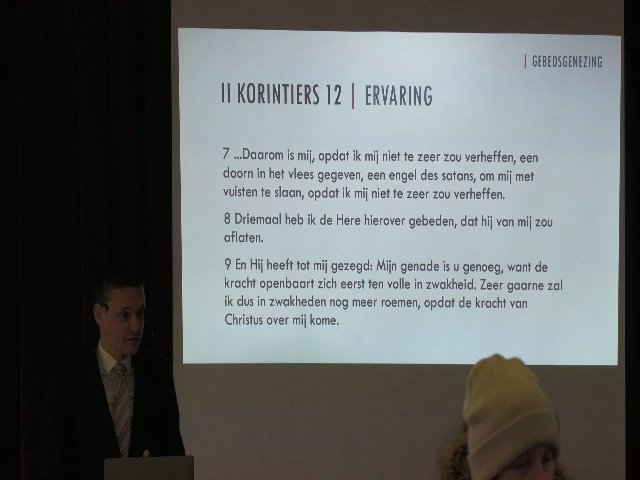 | GEBEDSGENEZING
II KORINTIERS 12 | ERVARING
7 ...Daarom is mij, opdat ik mij niet te zeer zou verheffen, een
doorn in het vlees gegeven, een engel des satans, om mij met
vuisten te slaan, opdat ik mij niet te zeer zou verheffen.
8 Driemaal heb ik de Here hierover gebeden, dat hij van mij zou
aflaten.
9 En Hij heeft tot mij gezegd: Mijn genade is u genoeg, want de
kracht openbaart zich eerst ten volle in zwakheid. Zeer gaarne zal
ik dus in zwakheden nog meer roemen, opdat de kracht van
Christus over mij kome.